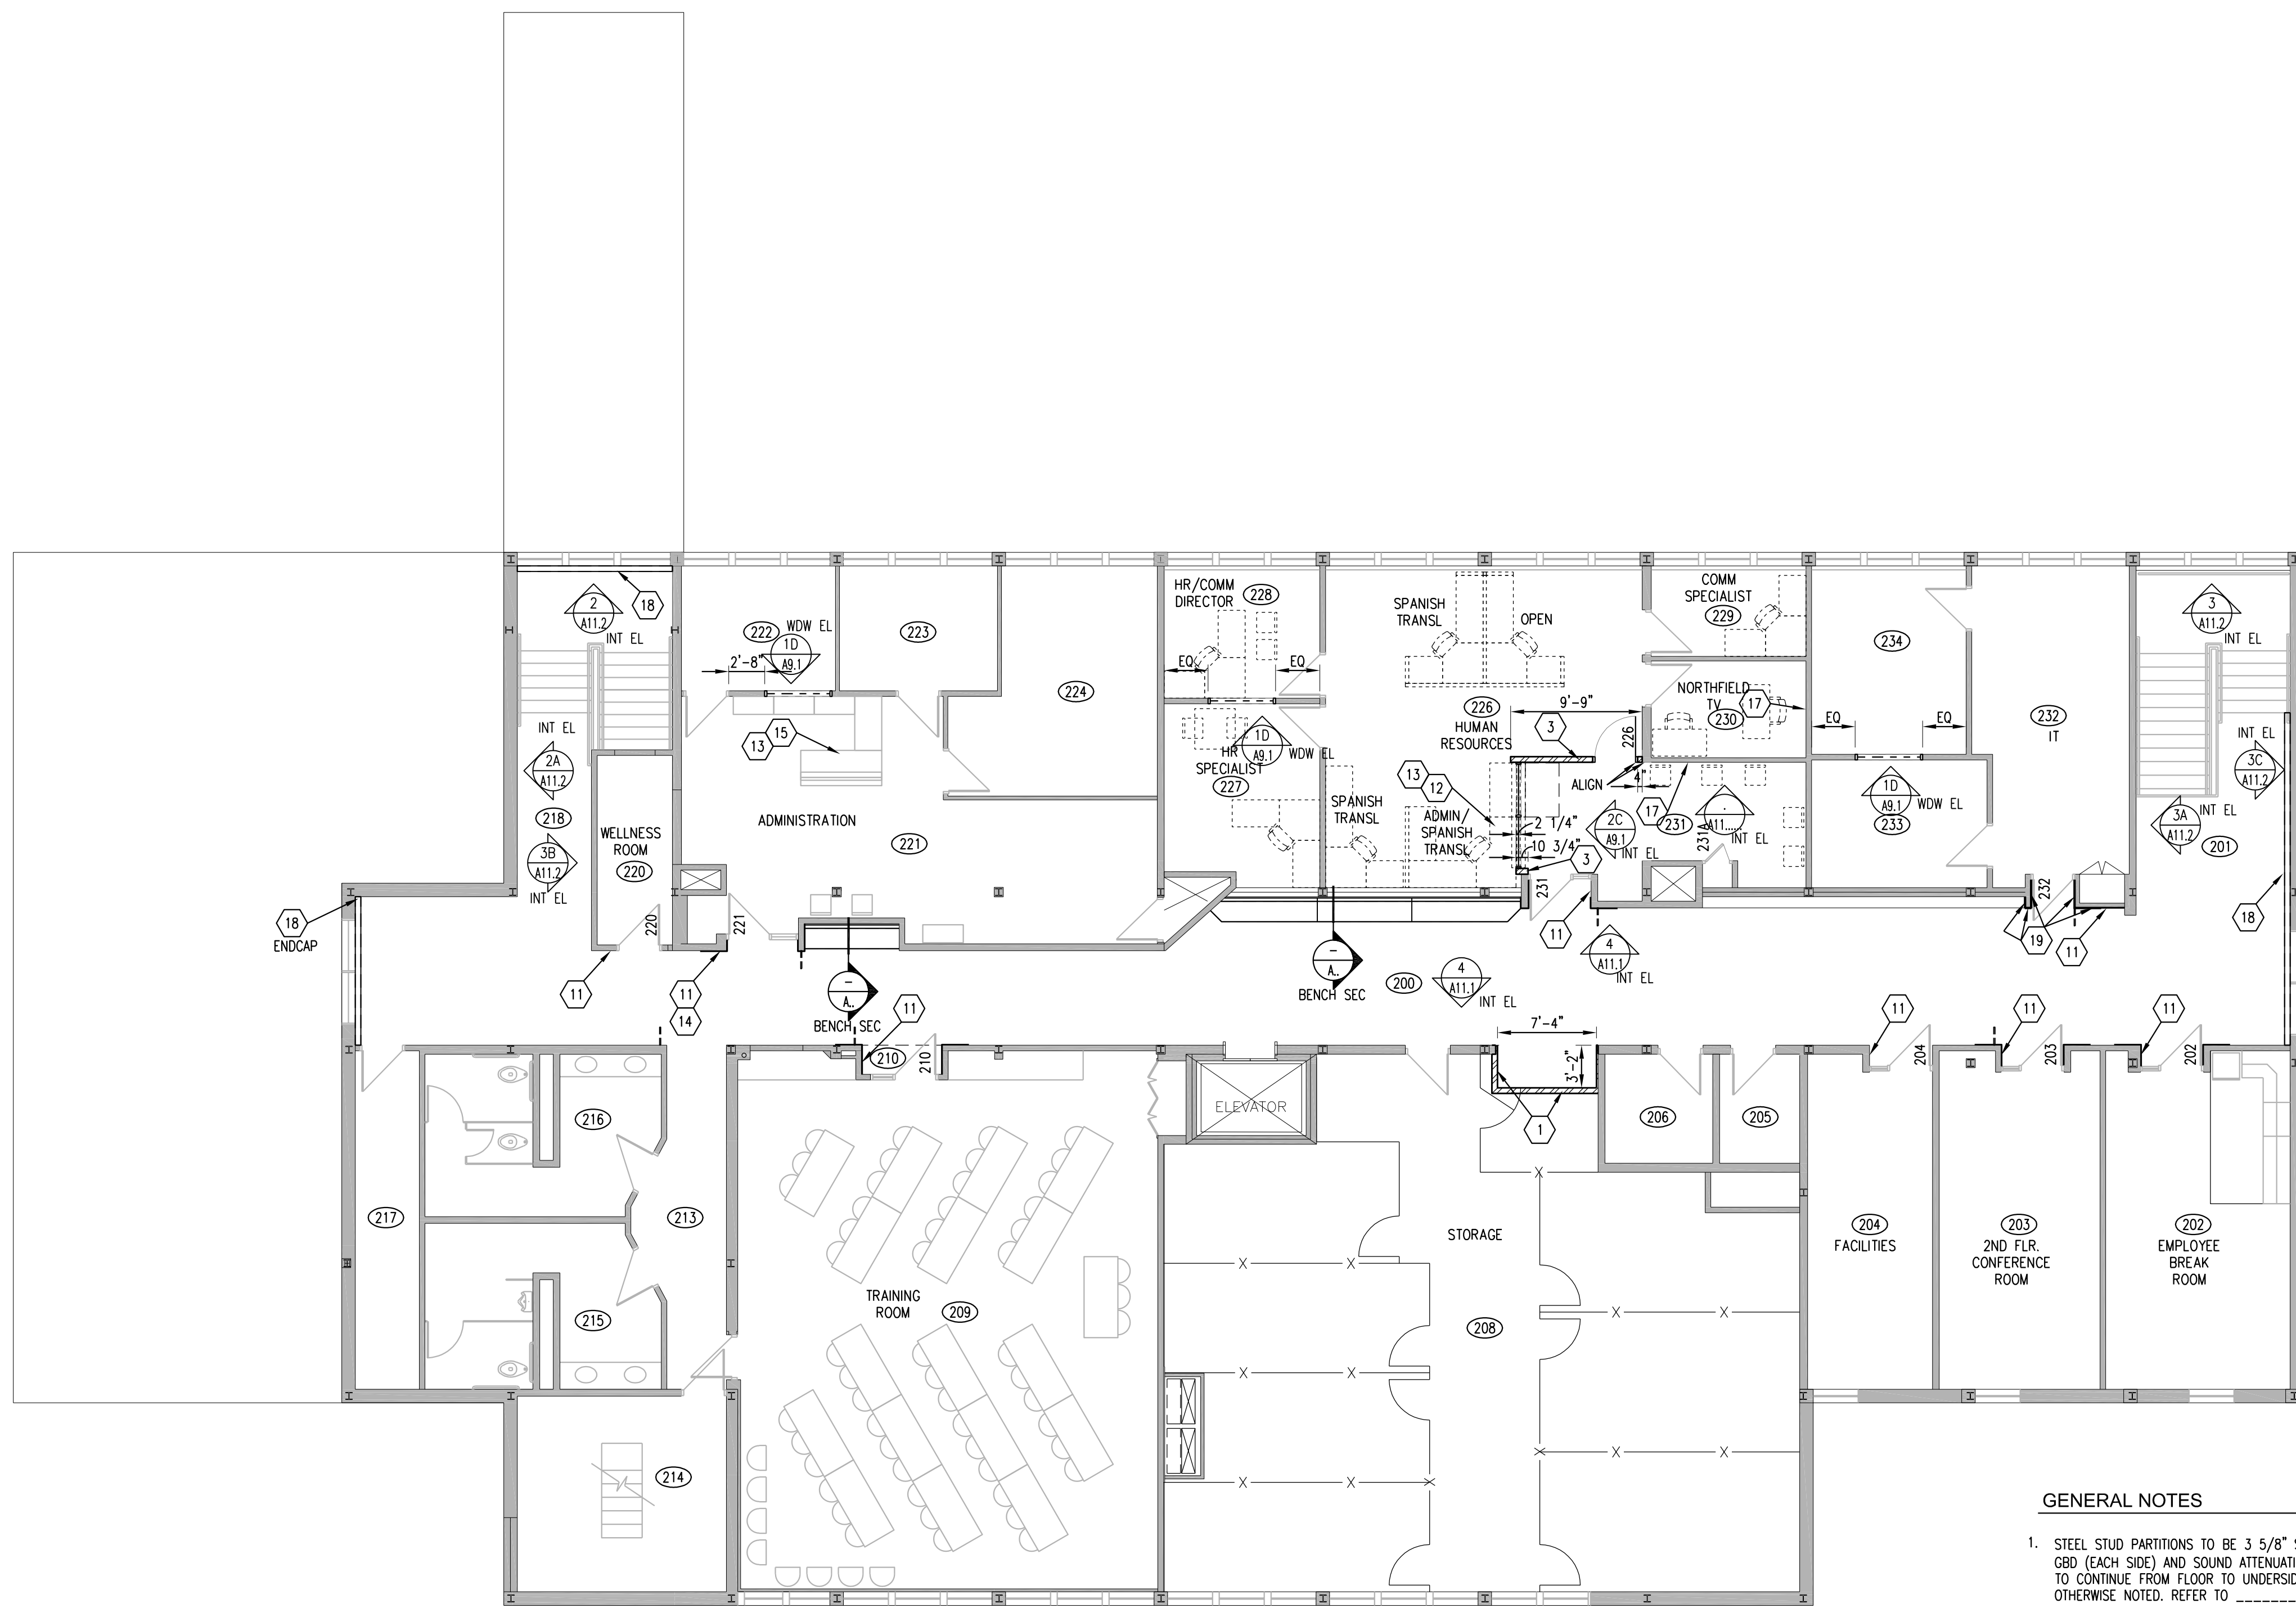 HR/COMM
DIRECTOR
228
COMM
SPECIALIST
229
2
A11.2
INT EL
18
222
WDW EL
1D
A9.1
2'-8"
223
SPANISH
TRANSL
OPEN
234
3
A11.2
INT EL
EQ
EQ
224
NORTHFIELD
TV
230
17
9'-9"
226
HUMAN
RESOURCES
3
226
EQ
EQ
232
IT
INT EL
2A
A11.2
13
15
1D
A9.1
WDW EL
HR
SPECIALIST
227
INT EL
3C
A11.2
13
12
ALIGN
4"
17
231
.
A11.....
INT EL
231A
1D
A9.1
WDW EL
233
3A
A11.2
INT EL
201
218
WELLNESS
ROOM
220
ADMINISTRATION
221
SPANISH
TRANSL
ADMIN/
SPANISH
TRANSL
2 1/4"
10 3/4"
2C
A9.1
INT EL
3
3B
A11.2
INT EL
220
221
231
232
18
ENDCAP
18
11
11
14
–
A..
BENCH SEC
11
–
A..
BENCH SEC
200
4
A11.1
INT EL
11
4
A11.1
INT EL
19
11
11
11
11
210
210
7'-4"
3'-2"
204
203
202
ELEVATOR
1
206
205
216
217
213
STORAGE
204
FACILITIES
203
2ND FLR.
CONFERENCE
ROOM
202
EMPLOYEE
BREAK
ROOM
215
TRAINING
ROOM
209
208
214
GENERAL NOTES
1. STEEL STUD PARTITIONS TO BE 3 5/8"
GBD (EACH SIDE) AND SOUND
TO CONTINUE FROM FLOOR TO
OTHERWISE NOTED. REFER TO _______